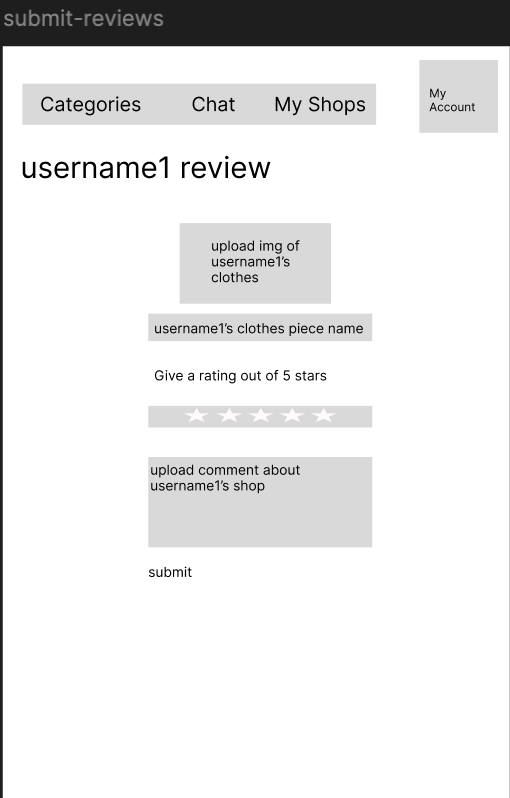 submit-reviews
My
Account
Categories Chat My Shops
username1 review
upload img of
username1’s
clothes
username1’s clothes piece name
Give a rating out of 5 stars
upload comment about
username1’s shop
submit